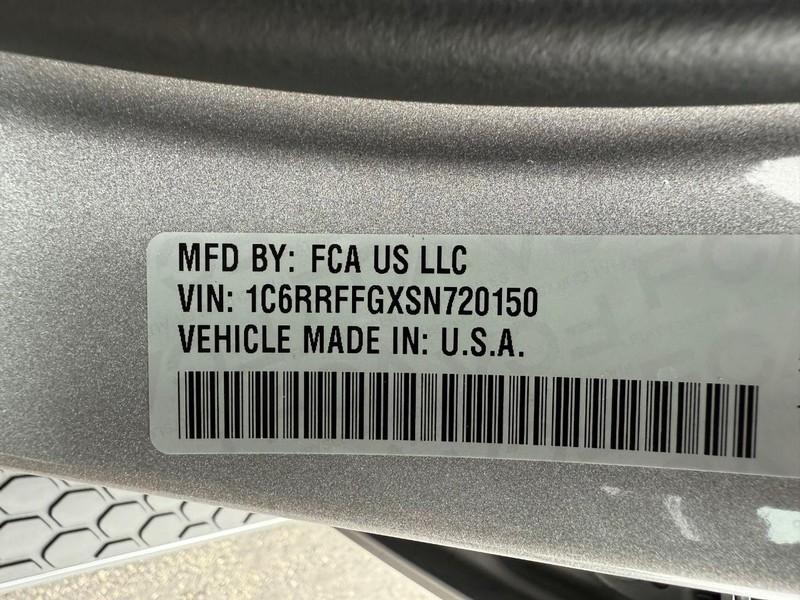 MFD BY: FCA US LLC
VIN: 1C6RRFFGXSN720150
VEHICLE MADE IN: U.S.A.